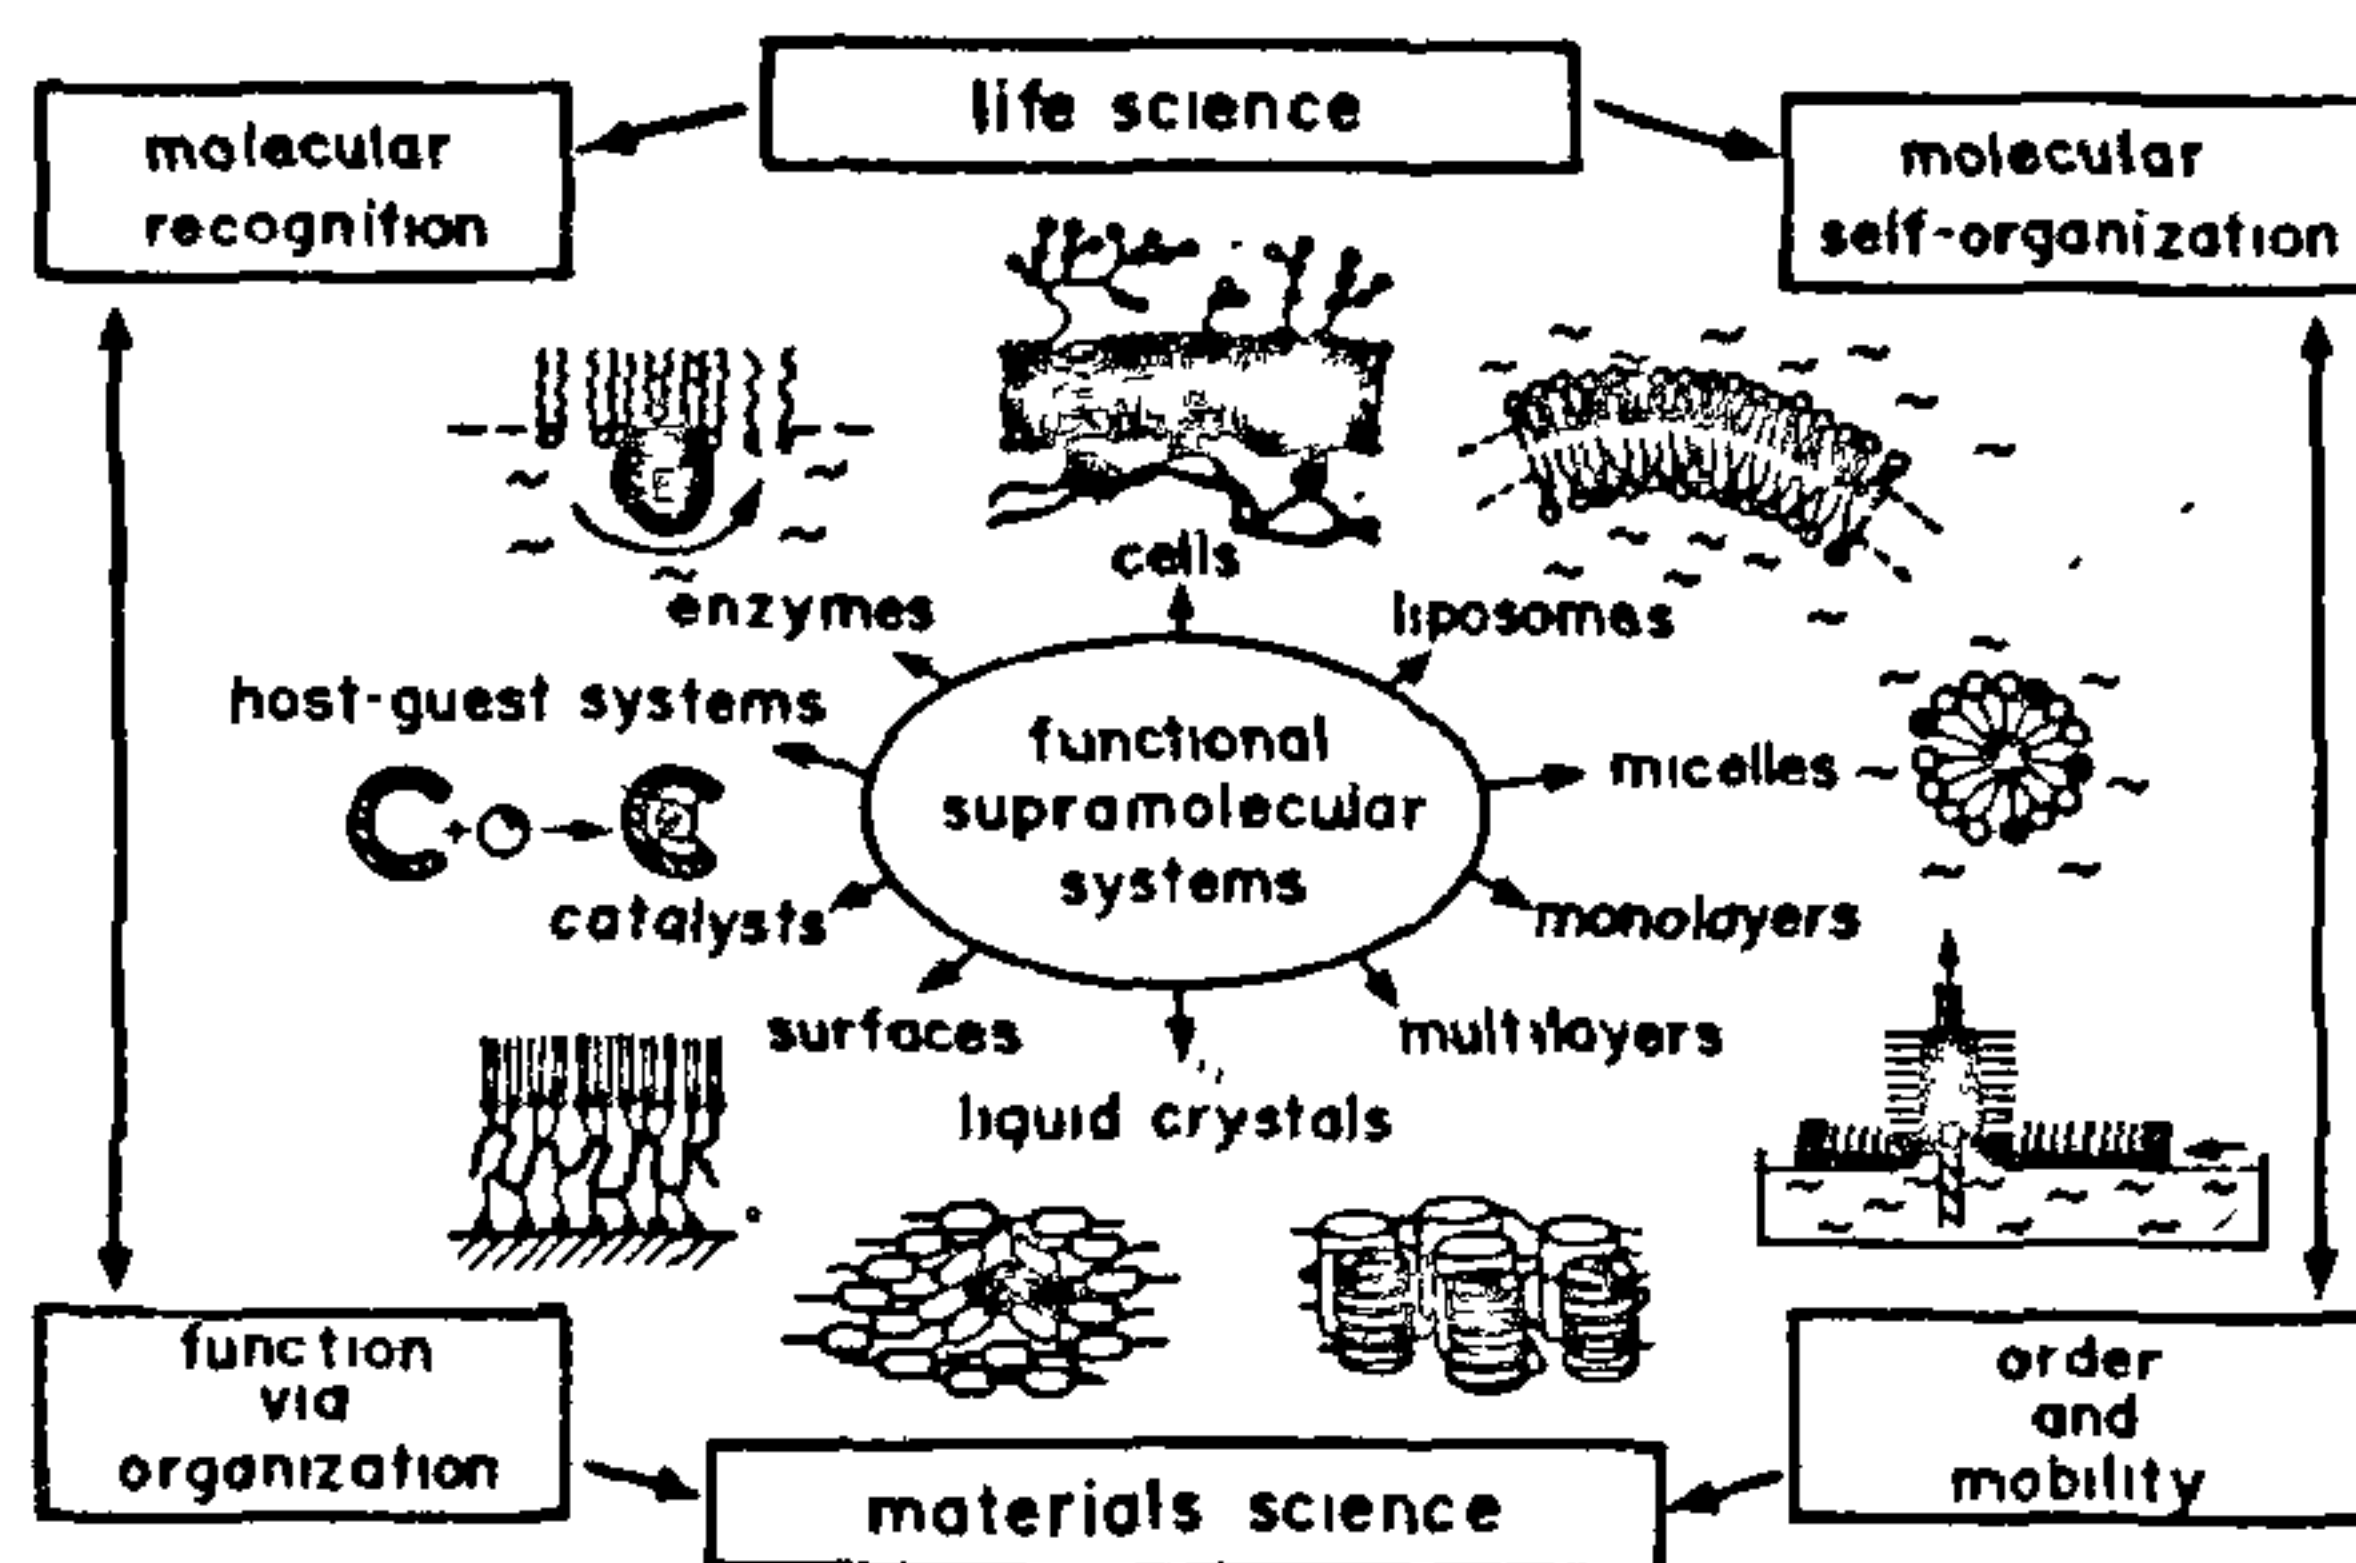 life science
molecular
recognition
molecular
self-organization
E
cells
enzymes
liposomes
host-guest systems
functional
supramolecular
systems
micelles
+
catalysts
monolayers
surfaces
multilayers
liquid crystals
function
via
organization
order
and
mobility
materials science